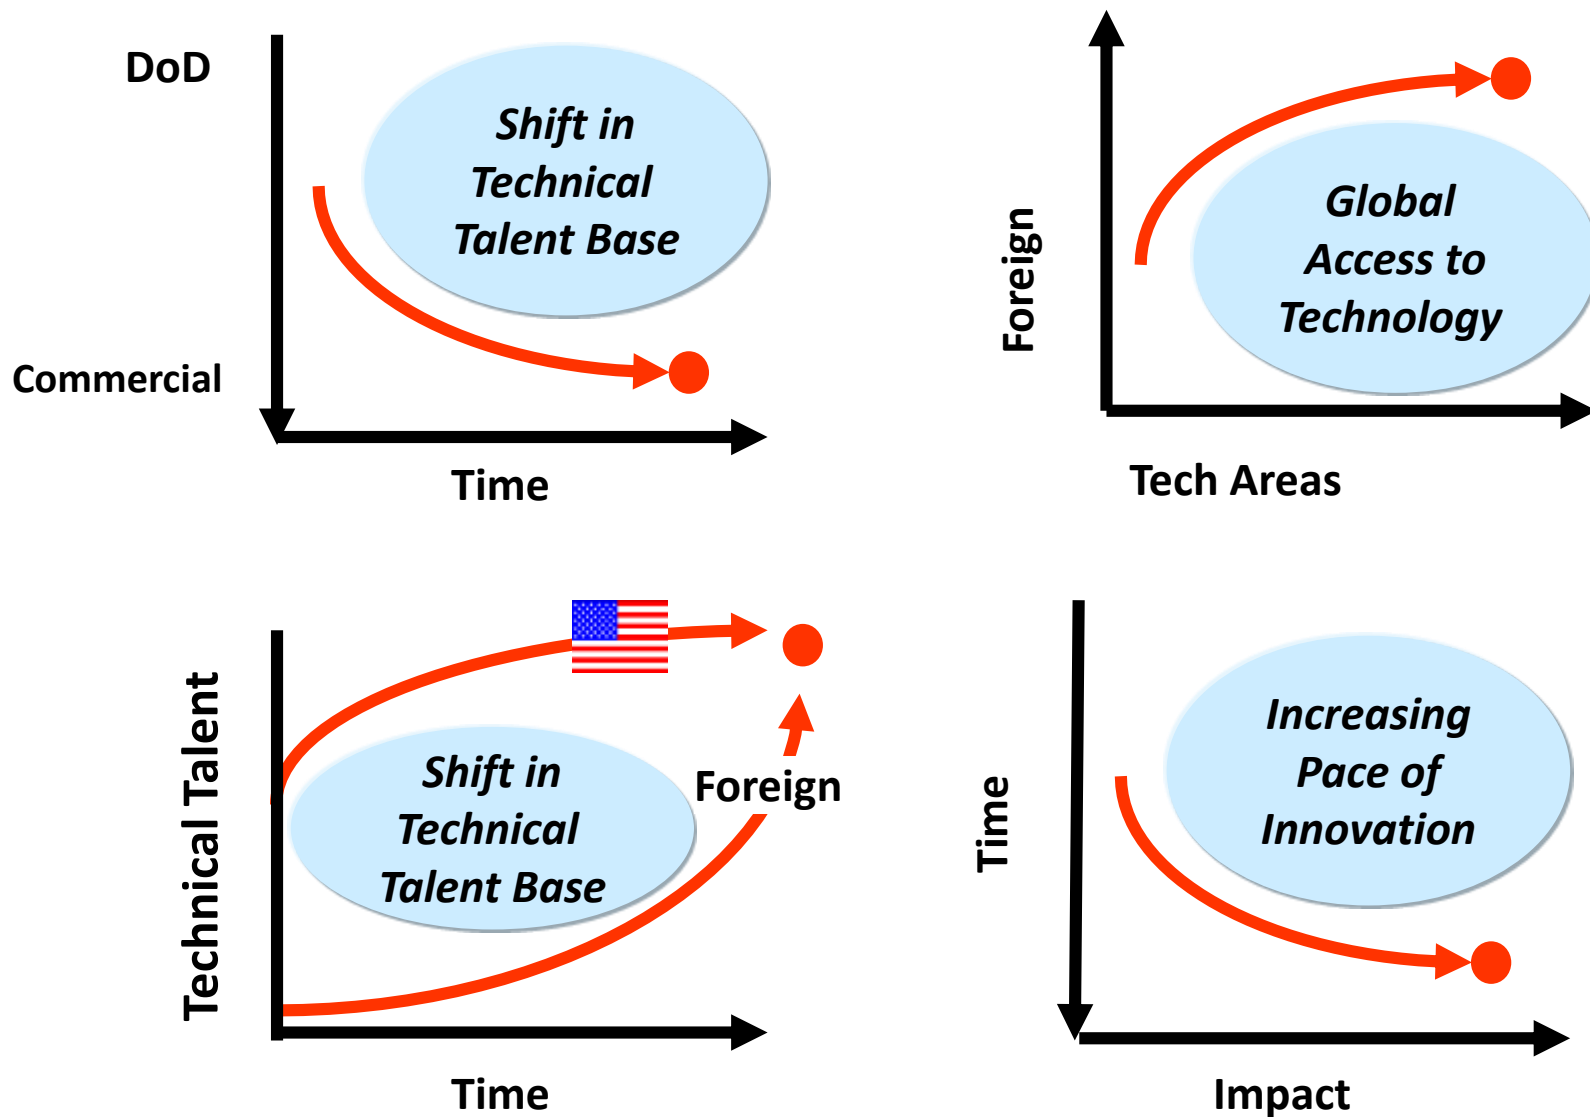 DoD
Shift in
Technical
Talent Base
Commercial
Time
Foreign
Global
Access to
Technology
Tech Areas
Technical Talent
Shift in
Technical
Talent Base
Foreign
Time
Time
Increasing
Pace of
Innovation
Impact